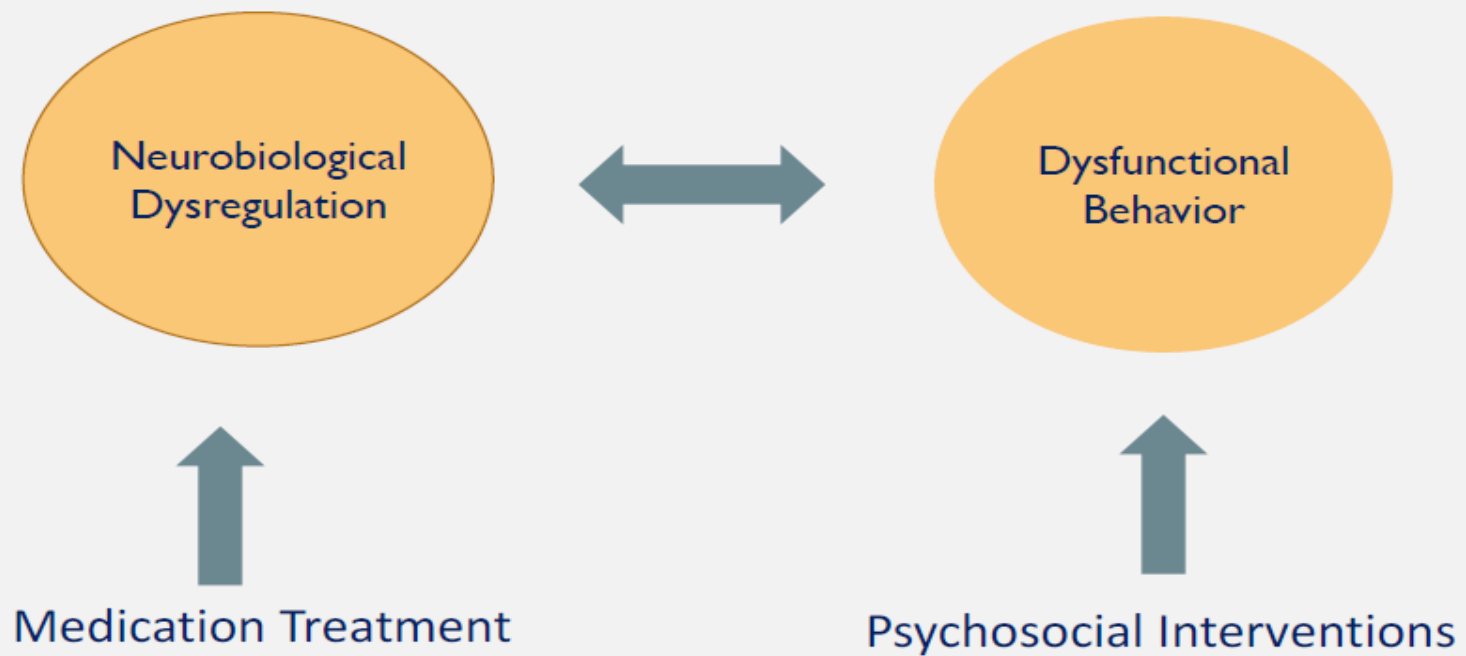 Neurobiological
Dysregulation
Dysfunctional
Behavior
Medication Treatment
Psychosocial Interventions